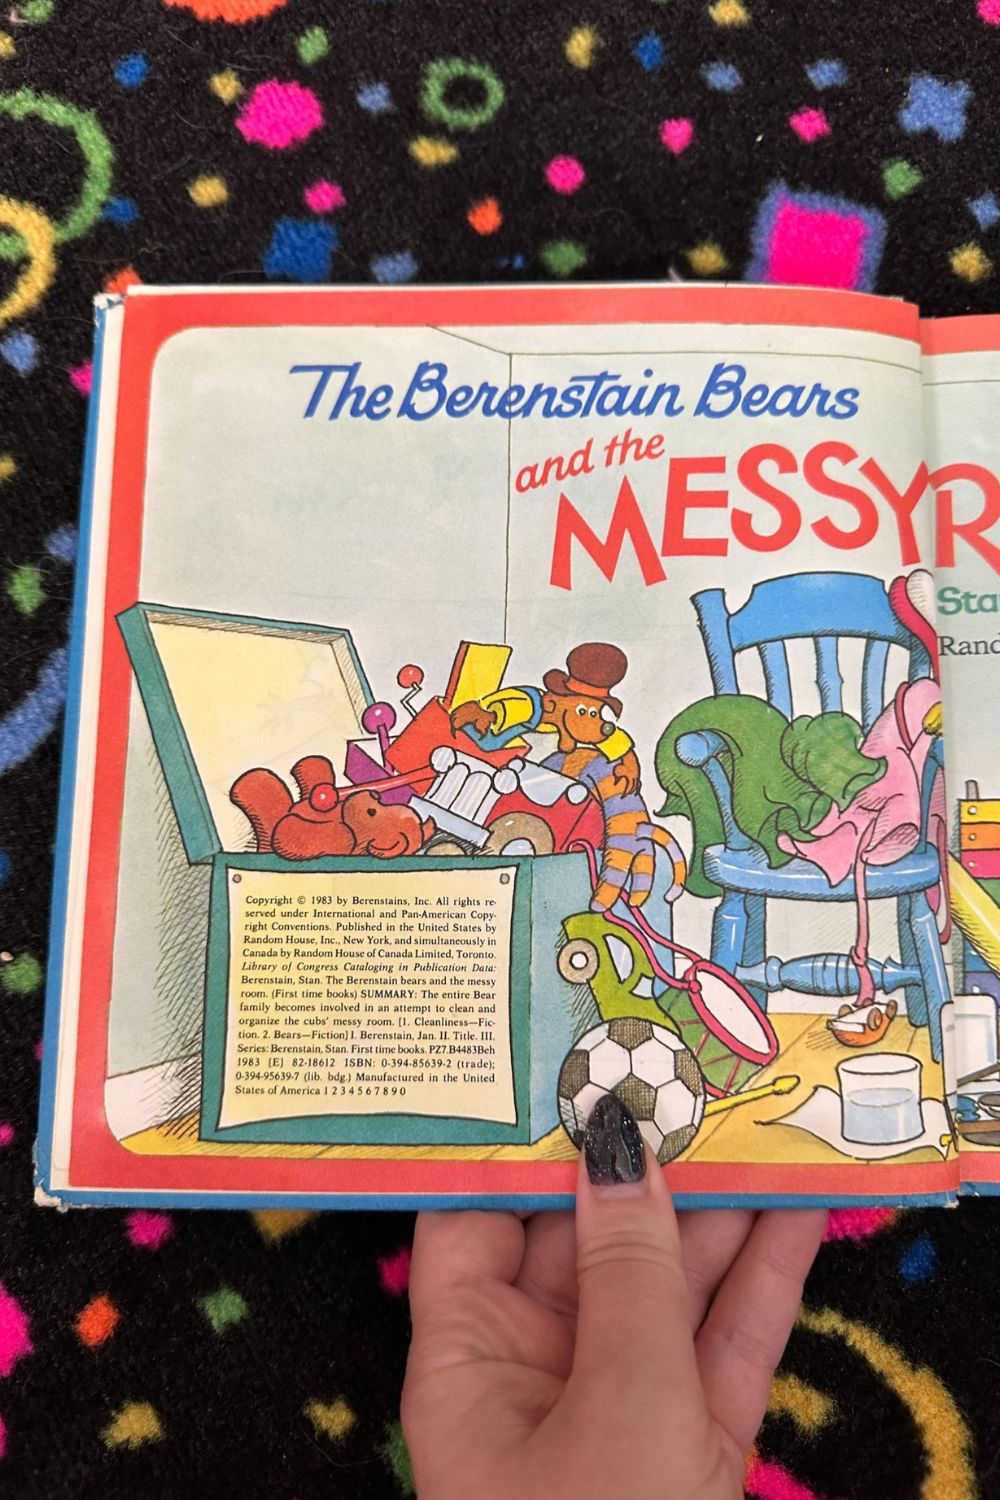 The Berenstain Bears
and the
MESSY R
Sta
Ranc
Copyright © 1983 by Berenstains, Inc. All rights re-
served under International and Pan-American Copy-
right Conventions. Published in the United States by
Random House, Inc., New York, and simultaneously in
Canada by Random House of Canada Limited, Toronto.
Library of Congress Cataloging in Publication Data:
Berenstain, Stan. The Berenstain bears and the messy
room. (First time books) SUMMARY: The entire Bear
family becomes involved in an attempt to clean and
organize the cubs' messy room. [1. Cleanliness—Fic-
tion. 2. Bears—Fiction] I. Berenstain, Jan. II. Title. III.
Series: Berenstain, Stan. First time books. PZ7.B4483Beh
1983 [E] 82-18612 ISBN: 0-394-85639-2 (trade);
0-394-95639-7 (lib. bdg.) Manufactured in the United
States of America 1 2 3 4 5 6 7 8 9 0